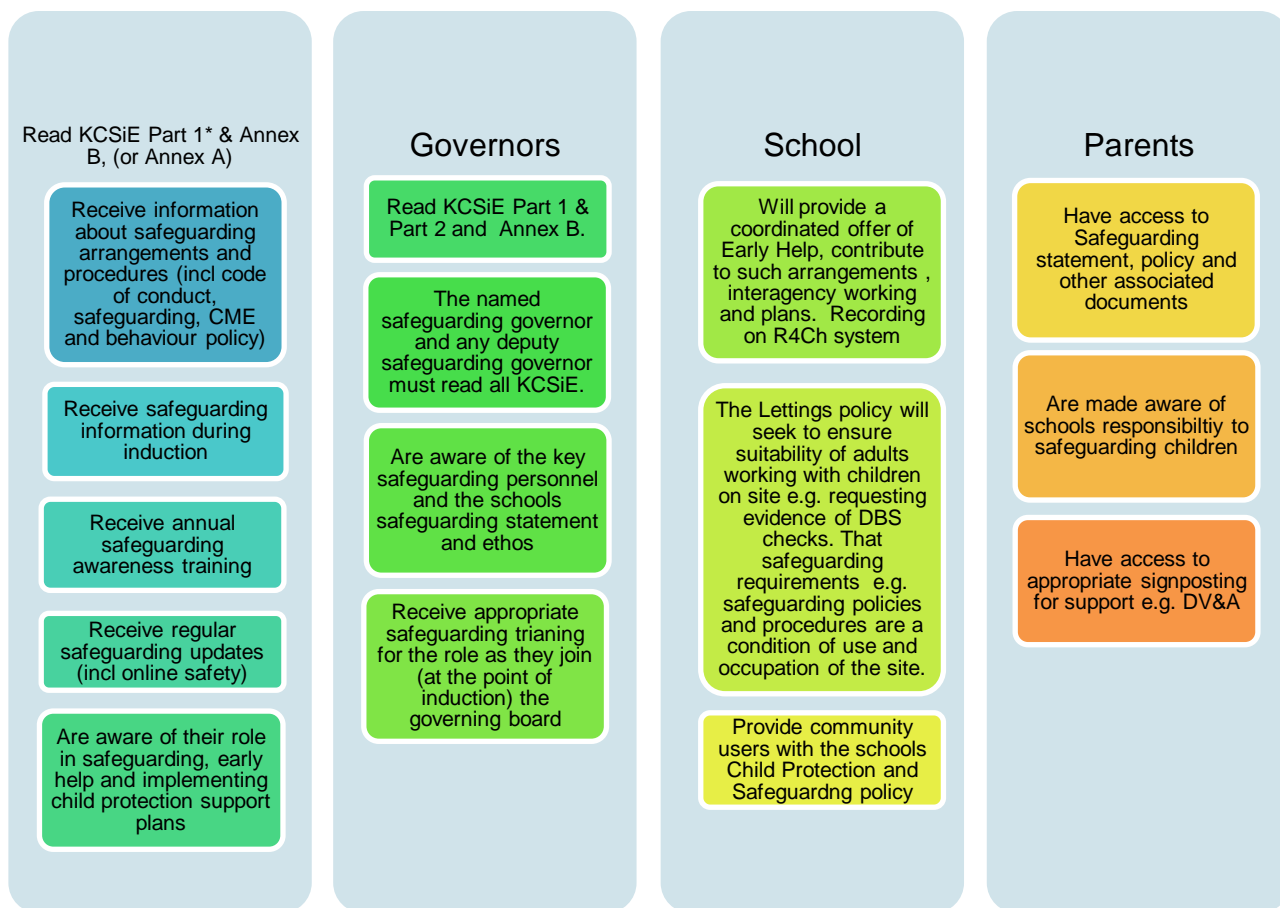 Read KCSiE Part 1* & Annex
B, (or Annex A)
Receive information
about safeguarding
arrangements and
procedures (incl code
of conduct,
safeguarding, CME
and behaviour policy)
Receive safeguarding
information during
induction
Receive annual
safeguarding
awareness training
Receive regular
safeguarding updates
(incl online safety)
Are aware of their role
in safeguarding, early
help and implementing
child protection support
plans
Governors
Read KCSiE Part 1 &
Part 2 and Annex B.
The named
safeguarding governor
and any deputy
safeguarding governor
must read all KCSiE.
Are aware of the key
safeguarding personnel
and the schools
safeguarding statement
and ethos
Receive appropriate
safeguarding trianing
for the role as they join
(at the point of
induction) the
governing board
School
Will provide a
coordinated offer of
Early Help, contribute
to such arrangements ,
interagency working
and plans. Recording
on R4Ch system
The Lettings policy will
seek to ensure
suitability of adults
working with children
on site e.g. requesting
evidence of DBS
checks. That
safeguarding
requirements e.g.
safeguarding policies
and procedures are a
condition of use and
occupation of the site.
Provide community
users with the schools
Child Protection and
Safeguardng policy
Parents
Have access to
Safeguarding
statement, policy and
other associated
documents
Are made aware of
schools responsibiltiy to
safeguarding children
Have access to
appropriate signposting
for support e.g. DV&A